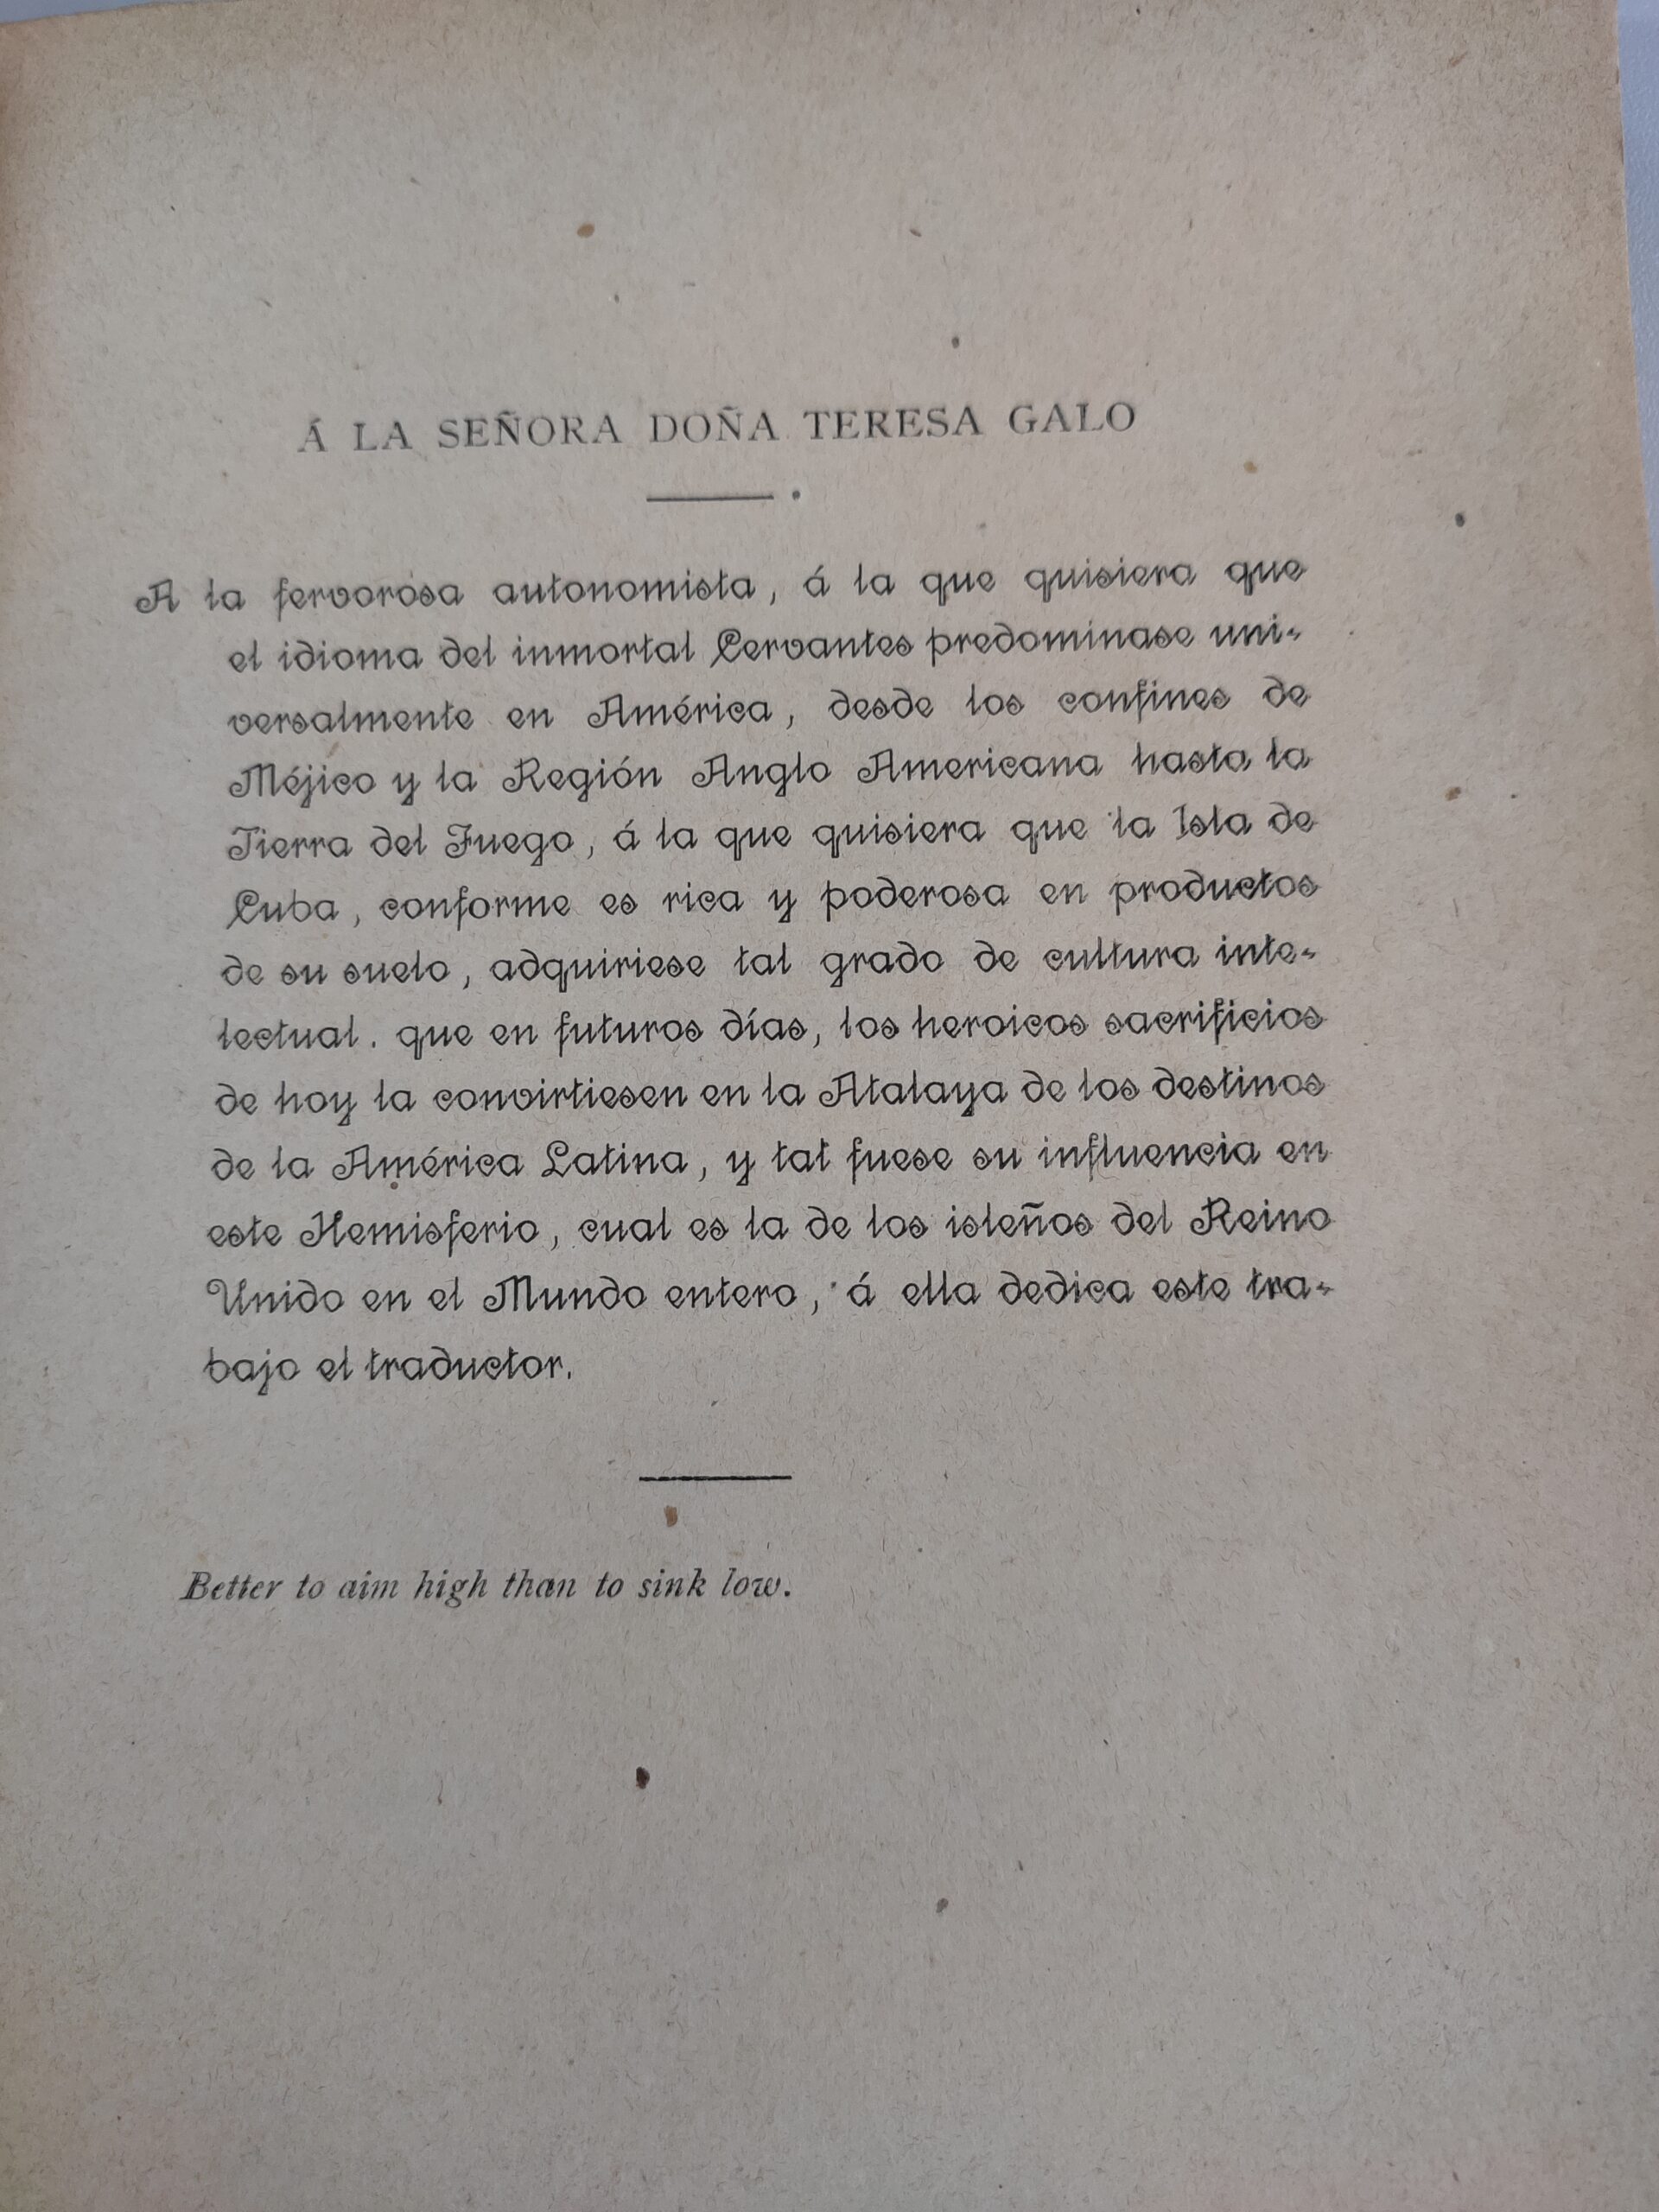 Á LA SEÑORA DOÑA TERESA GALO
A la fervorosa autonomista, á la que quisiera que
el idioma del inmortal Cervantes predominase uni-
versalmente en América, desde los confines de
Méjico y la Región Anglo Americana hasta la
Tierra del Fuego, á la que quisiera que la Isla de
Cuba, conforme es rica y poderosa en productos
de su suelo, adquiriese tal grado de cultura inte-
lectual. que en futuros días, los heroicos sacrificios
de hoy la convirtiesen en la Atalaya de los destinos
de la América Latina, y tal fuese su influencia en
este Hemisferio, cual es la de los isleños del Reino
Unido en el Mundo entero, á ella dedica este tra-
bajo el traductor.
Better to aim high than to sink low.